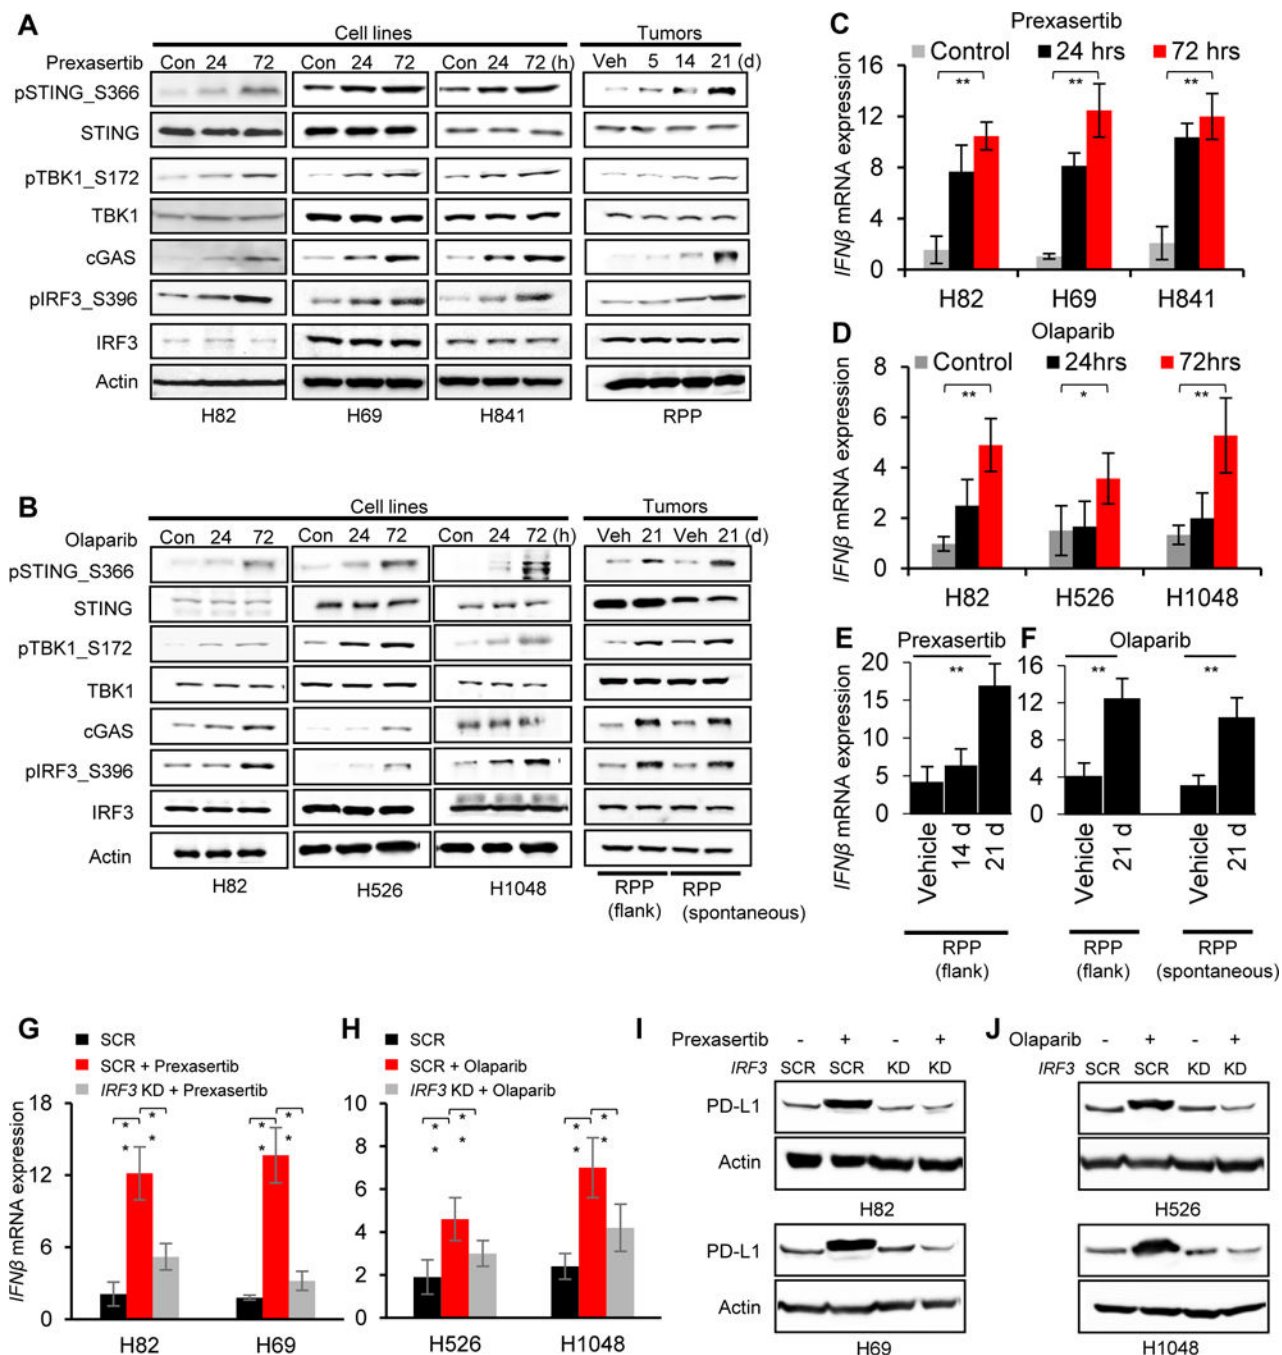 A
Cell lines
Tumors
Prexasertib
Con 24 72 Con 24 72 Con 24 72 (h) Veh 5 14 21 (d)
pSTING_S366
STING
pTBK1_S172
TBK1
cGAS
pIRF3_S396
IRF3
Actin
H82 H69 H841 RPP
B
Cell lines
Tumors
Olaparib
Con 24 72 Con 24 72 Con 24 72 (h) Veh 21 Veh 21 (d)
pSTING_S366
STING
pTBK1_S172
TBK1
cGAS
pIRF3_S396
IRF3
Actin
H82 H526 H1048
RPP RPP
(flank) (spontaneous)
C
Prexasertib
Control 24 hrs 72 hrs
IFNβ mRNA expression
16
12
8
4
0
** ** **
H82 H69 H841
D
Olaparib
Control 24hrs 72hrs
IFNβ mRNA expression
8
6
4
2
0
** * **
H82 H526 H1048
E
Prexasertib
IFNβ mRNA expression
20
15
10
5
0
**
Vehicle
14 d
21 d
RPP
(flank)
F
Olaparib
16
12
8
4
0
** **
Vehicle
21 d
Vehicle
21 d
RPP RPP
(flank) (spontaneous)
G
SCR
SCR + Prexasertib
IRF3 KD + Prexasertib
IFNβ mRNA expression
18
12
6
0
** ** ** **
H82 H69
H
SCR
SCR + Olaparib
IRF3 KD + Olaparib
10
8
6
4
2
0
** ** ** **
H526 H1048
I
Prexasertib - + - +
IRF3 SCR SCR KD KD
PD-L1
Actin
H82
PD-L1
Actin
H69
J
Olaparib - + - +
IRF3 SCR SCR KD KD
H526
H1048